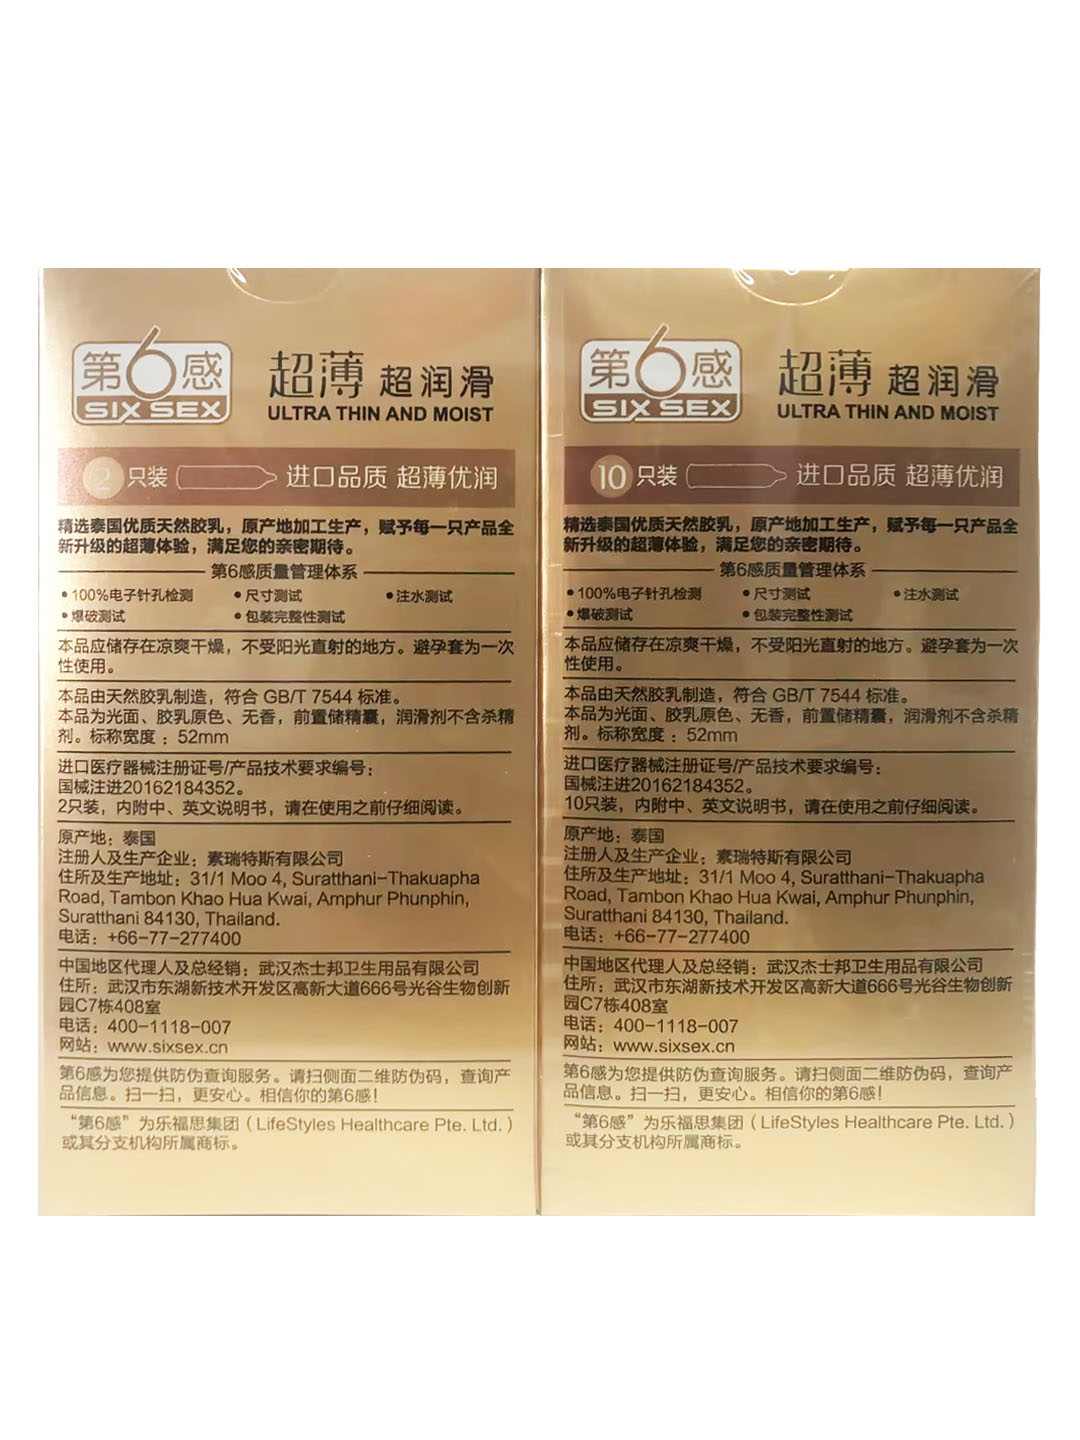 第6感
SIX SEX
超薄 超润滑
ULTRA THIN AND MOIST
2只装 进口品质 超薄优润
精选泰国优质天然胶乳，原产地加工生产，赋予每一只产品全
新升级的超薄体验，满足您的亲密期待。
第6感质量管理体系
•100%电子针孔检测 •尺寸测试 •注水测试
•爆破测试 •包装完整性测试
本品应储存在凉爽干燥，不受阳光直射的地方。避孕套为一次
性使用。
本品由天然胶乳制造，符合 GB/T 7544 标准。
本品为光面、胶乳原色、无香，前置储精囊，润滑剂不含杀精
剂。标称宽度：52mm
进口医疗器械注册证号/产品技术要求编号：
国械注进20162184352。
2只装，内附中、英文说明书，请在使用之前仔细阅读。
原产地：泰国
注册人及生产企业：素瑞特斯有限公司
住所及生产地址：31/1 Moo 4, Suratthani-Thakuapha
Road, Tambon Khao Hua Kwai, Amphur Phunphin,
Suratthani 84130, Thailand.
电话：+66-77-277400
中国地区代理人及总经销：武汉杰士邦卫生用品有限公司
住所：武汉市东湖新技术开发区高新大道666号光谷生物创新
园C7栋408室
电话：400-1118-007
网站：www.sixsex.cn
第6感为您提供防伪查询服务。请扫侧面二维防伪码，查询产
品信息。扫一扫，更安心。相信你的第6感！
“第6感”为乐福思集团（LifeStyles Healthcare Pte. Ltd.）
或其分支机构所属商标。
第6感
SIX SEX
超薄 超润滑
ULTRA THIN AND MOIST
10只装 进口品质 超薄优润
精选泰国优质天然胶乳，原产地加工生产，赋予每一只产品全
新升级的超薄体验，满足您的亲密期待。
第6感质量管理体系
•100%电子针孔检测 •尺寸测试 •注水测试
•爆破测试 •包装完整性测试
本品应储存在凉爽干燥，不受阳光直射的地方。避孕套为一次
性使用。
本品由天然胶乳制造，符合 GB/T 7544 标准。
本品为光面、胶乳原色、无香，前置储精囊，润滑剂不含杀精
剂。标称宽度：52mm
进口医疗器械注册证号/产品技术要求编号：
国械注进20162184352。
10只装，内附中、英文说明书，请在使用之前仔细阅读。
原产地：泰国
注册人及生产企业：素瑞特斯有限公司
住所及生产地址：31/1 Moo 4, Suratthani-Thakuapha
Road, Tambon Khao Hua Kwai, Amphur Phunphin,
Suratthani 84130, Thailand.
电话：+66-77-277400
中国地区代理人及总经销：武汉杰士邦卫生用品有限公司
住所：武汉市东湖新技术开发区高新大道666号光谷生物创新
园C7栋408室
电话：400-1118-007
网站：www.sixsex.cn
第6感为您提供防伪查询服务。请扫侧面二维防伪码，查询产
品信息。扫一扫，更安心。相信你的第6感！
“第6感”为乐福思集团（LifeStyles Healthcare Pte. Ltd.）
或其分支机构所属商标。